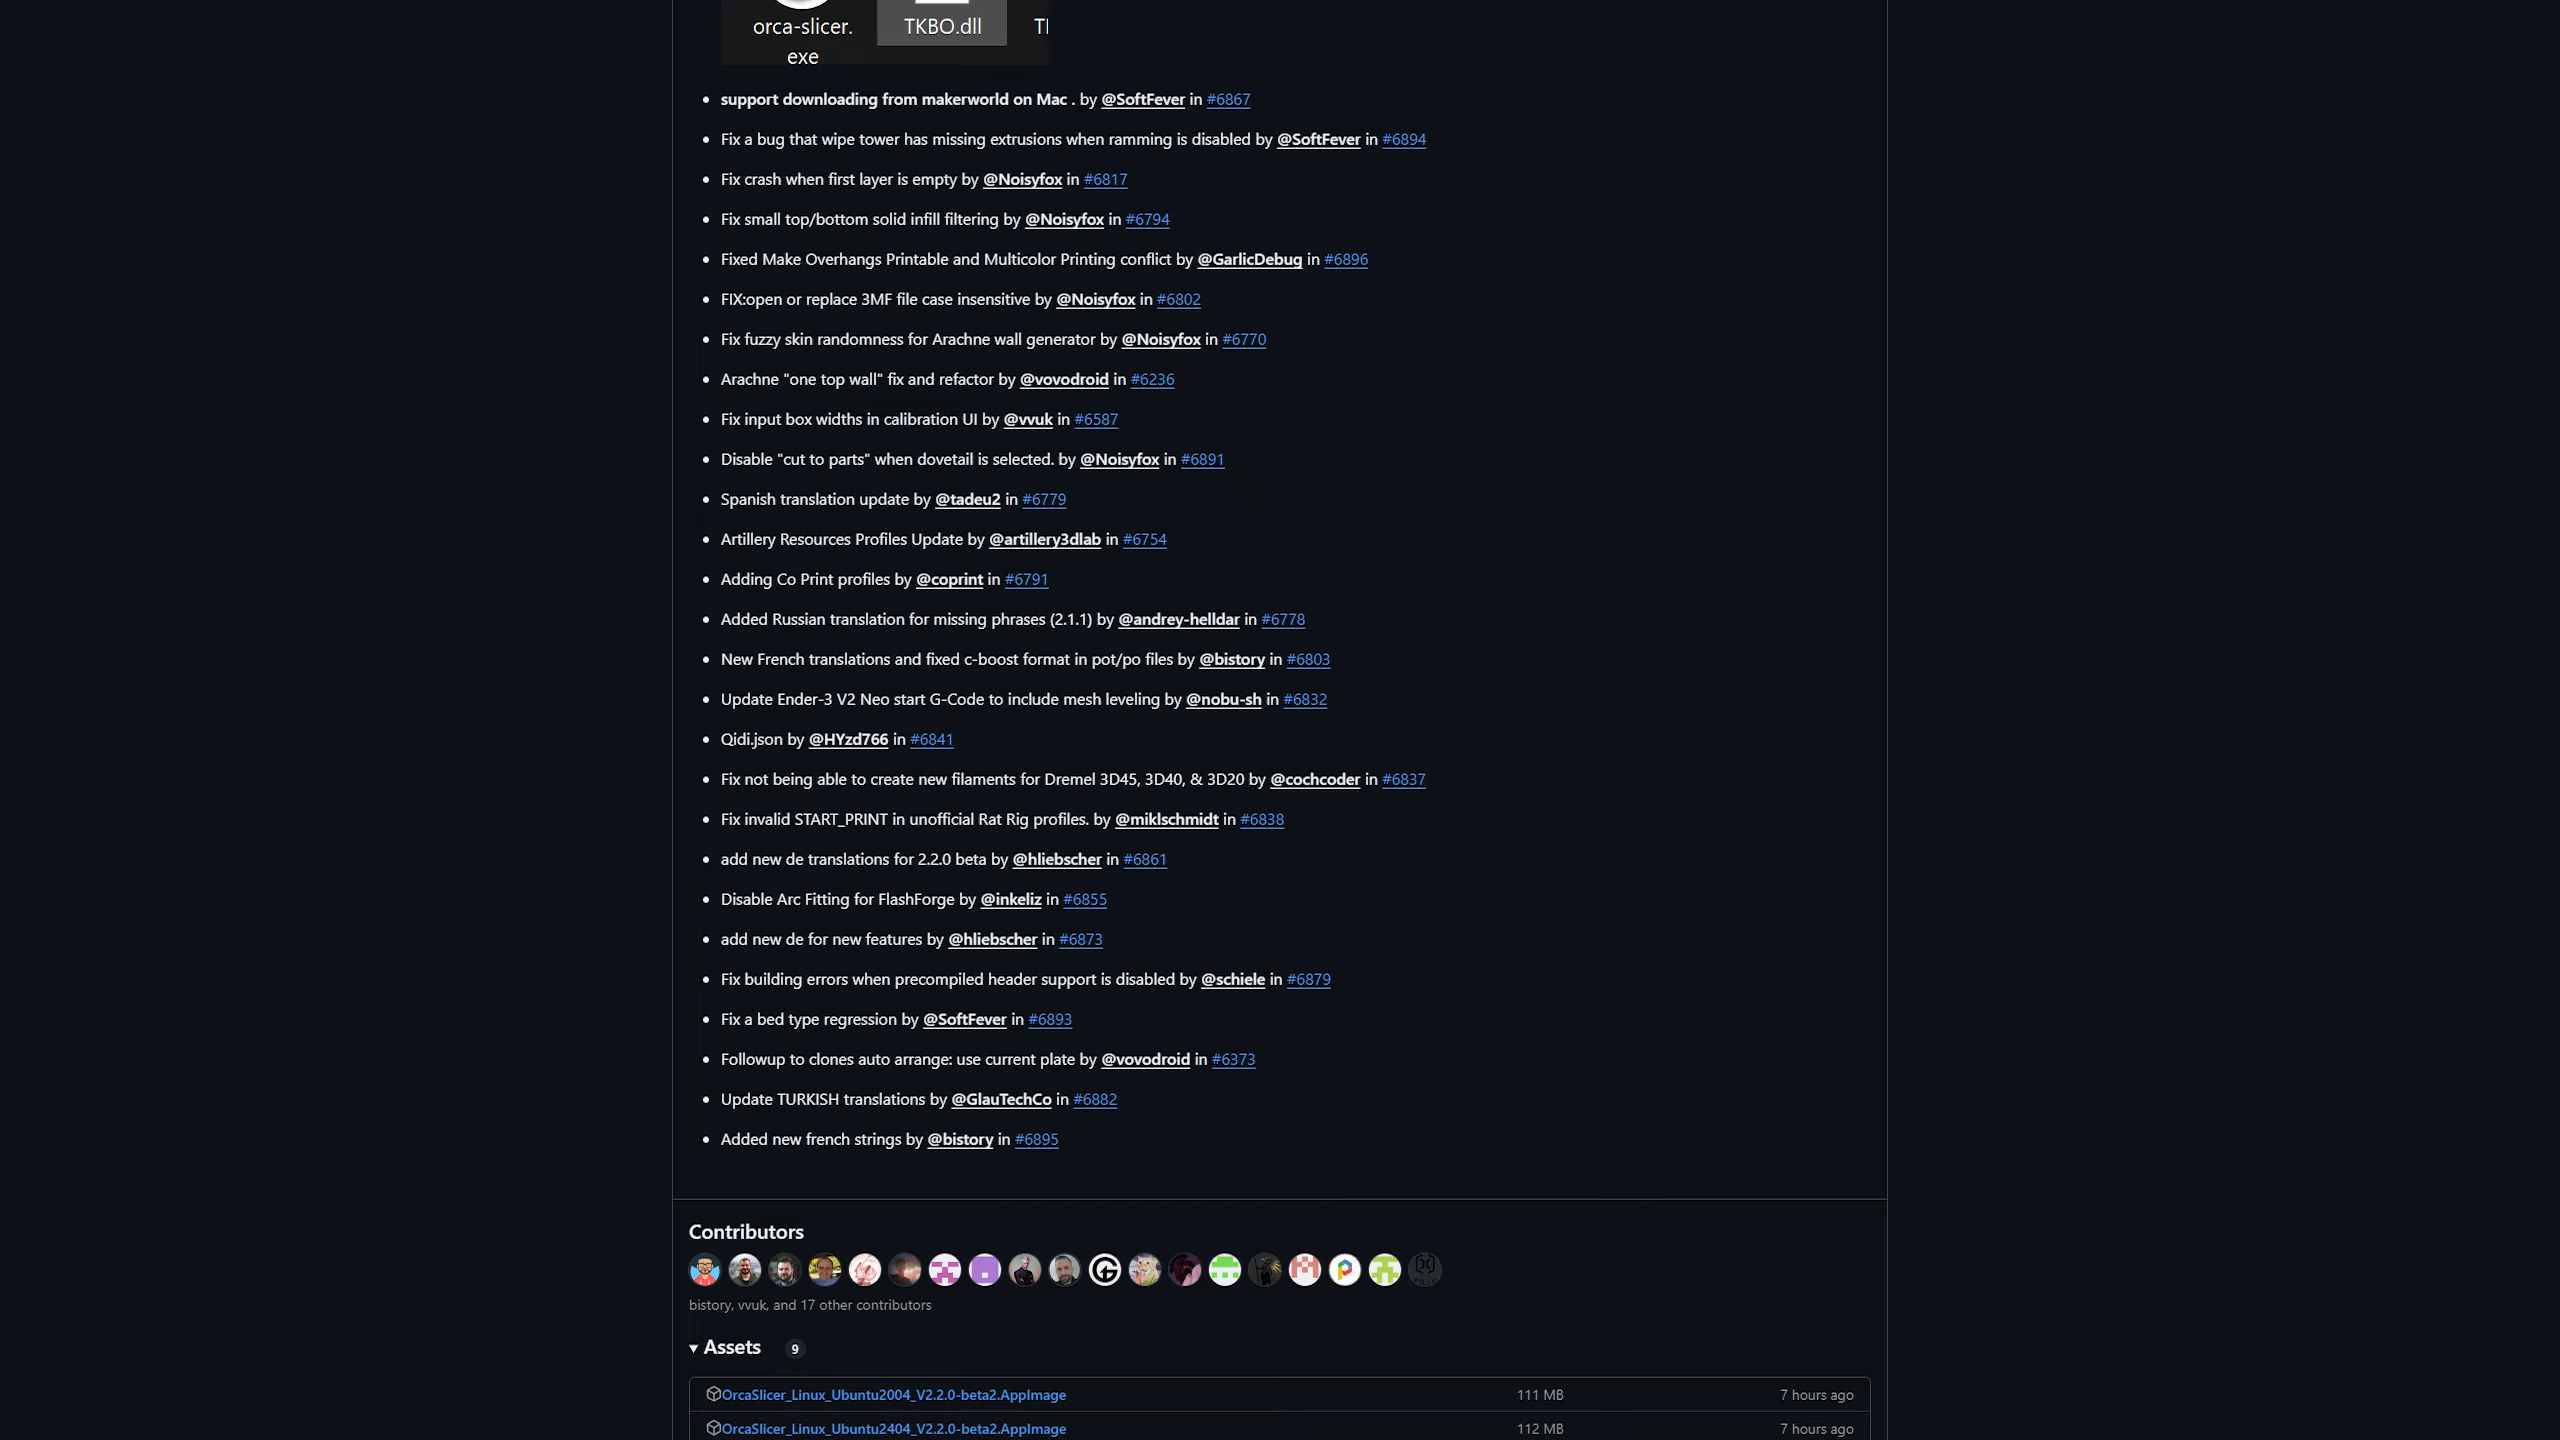 orca-slicer.
exe
TKBO.dll
support downloading from makerworld on Mac . by @SoftFever in #6867
Fix a bug that wipe tower has missing extrusions when ramming is disabled by @SoftFever in #6894
Fix crash when first layer is empty by @Noisyfox in #6817
Fix small top/bottom solid infill filtering by @Noisyfox in #6794
Fixed Make Overhangs Printable and Multicolor Printing conflict by @GarlicDebug in #6896
FIX:open or replace 3MF file case insensitive by @Noisyfox in #6802
Fix fuzzy skin randomness for Arachne wall generator by @Noisyfox in #6770
Arachne "one top wall" fix and refactor by @vovodroid in #6236
Fix input box widths in calibration UI by @vvuk in #6587
Disable "cut to parts" when dovetail is selected. by @Noisyfox in #6891
Spanish translation update by @tadeu2 in #6779
Artillery Resources Profiles Update by @artillery3dlab in #6754
Adding Co Print profiles by @coprint in #6791
Added Russian translation for missing phrases (2.1.1) by @andrey-helldar in #6778
New French translations and fixed c-boost format in pot/po files by @bistory in #6803
Update Ender-3 V2 Neo start G-Code to include mesh leveling by @nobu-sh in #6832
Qidi.json by @HYzd766 in #6841
Fix not being able to create new filaments for Dremel 3D45, 3D40, & 3D20 by @cochcoder in #6837
Fix invalid START_PRINT in unofficial Rat Rig profiles. by @miklschmidt in #6838
add new de translations for 2.2.0 beta by @hliebscher in #6861
Disable Arc Fitting for FlashForge by @inkeliz in #6855
add new de for new features by @hliebscher in #6873
Fix building errors when precompiled header support is disabled by @schiele in #6879
Fix a bed type regression by @SoftFever in #6893
Followup to clones auto arrange: use current plate by @vovodroid in #6373
Update TURKISH translations by @GlauTechCo in #6882
Added new french strings by @bistory in #6895
Contributors
bistory, vvuk, and 17 other contributors
Assets 9
OrcaSlicer_Linux_Ubuntu2004_V2.2.0-beta2.AppImage 111 MB 7 hours ago
OrcaSlicer_Linux_Ubuntu2404_V2.2.0-beta2.AppImage 112 MB 7 hours ago